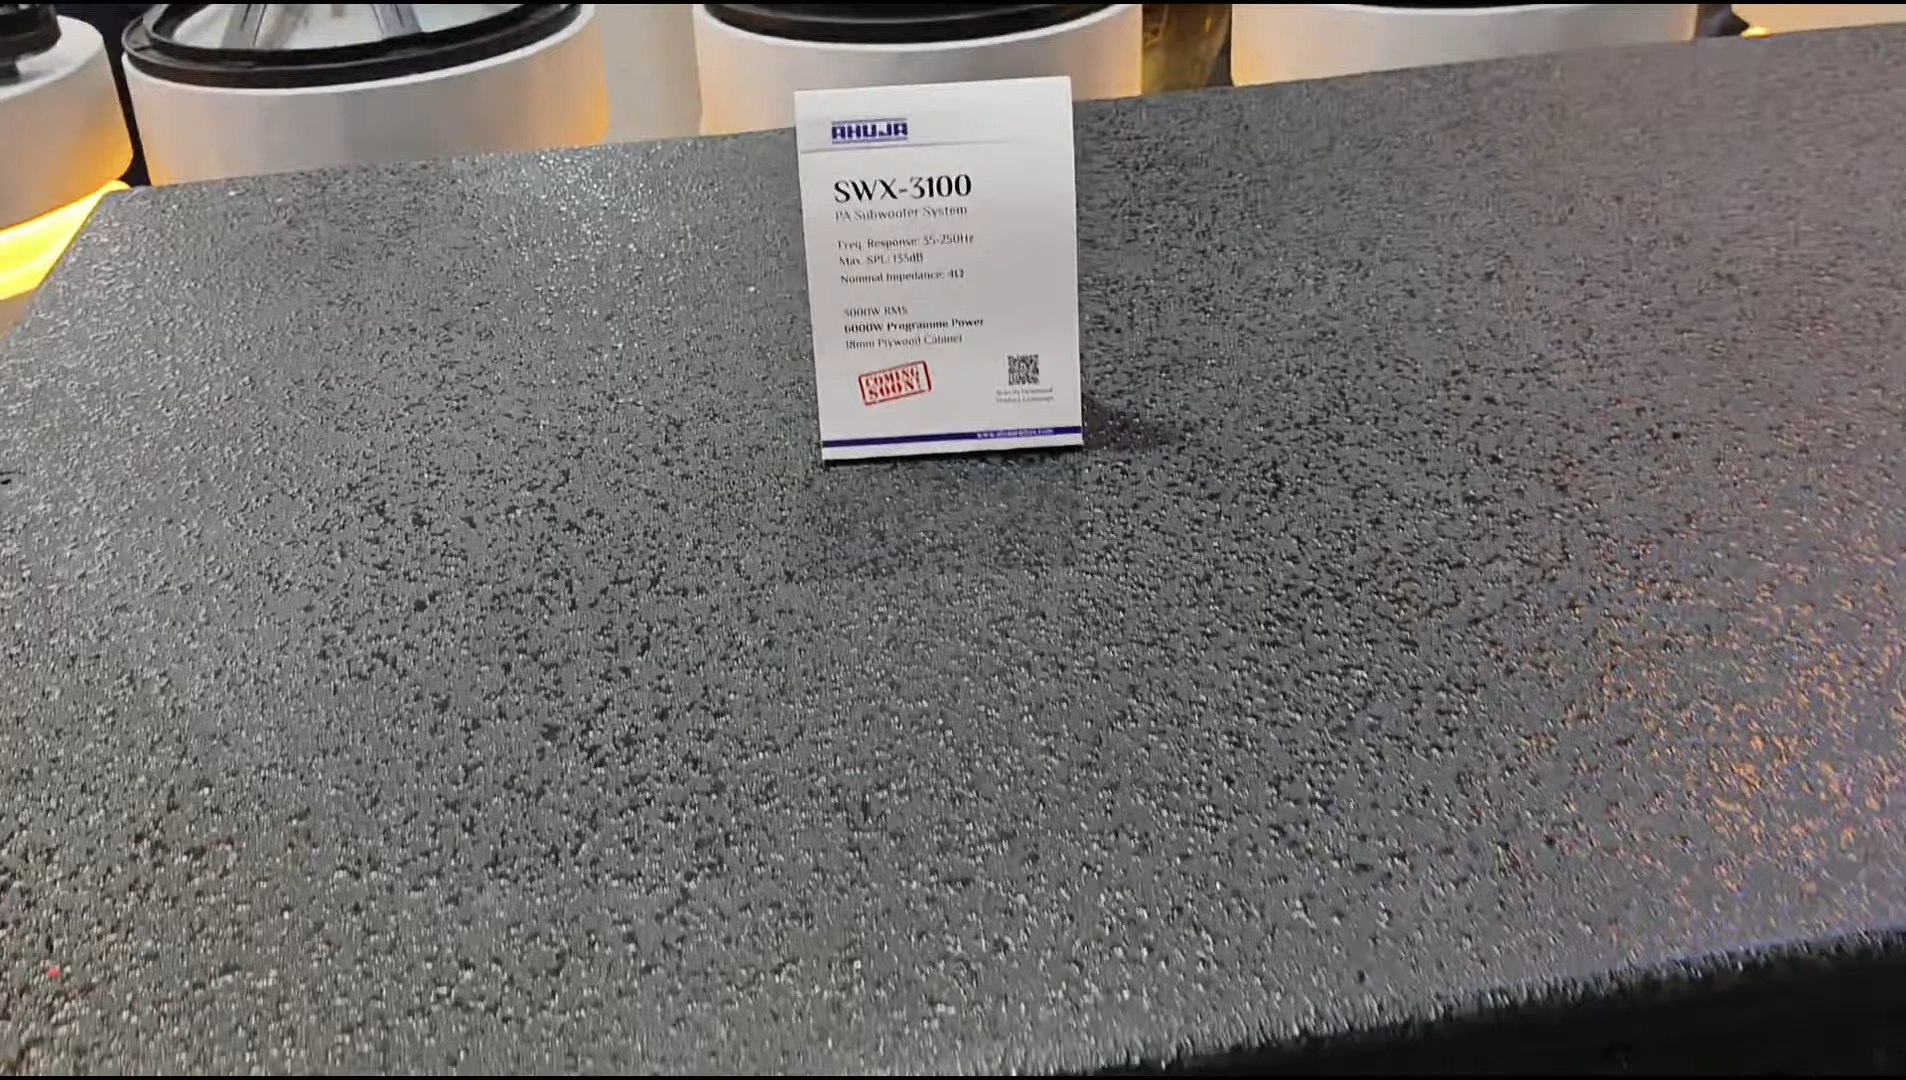 AHUJA
SWX-3100
PA Subwoofer System
Freq. Response: 35-250Hz
Max. SPL: 135dB
Nominal Impedance: 4Ω
3000W RMS
6000W Programme Power
18mm Plywood Cabinet
COMING
SOON!